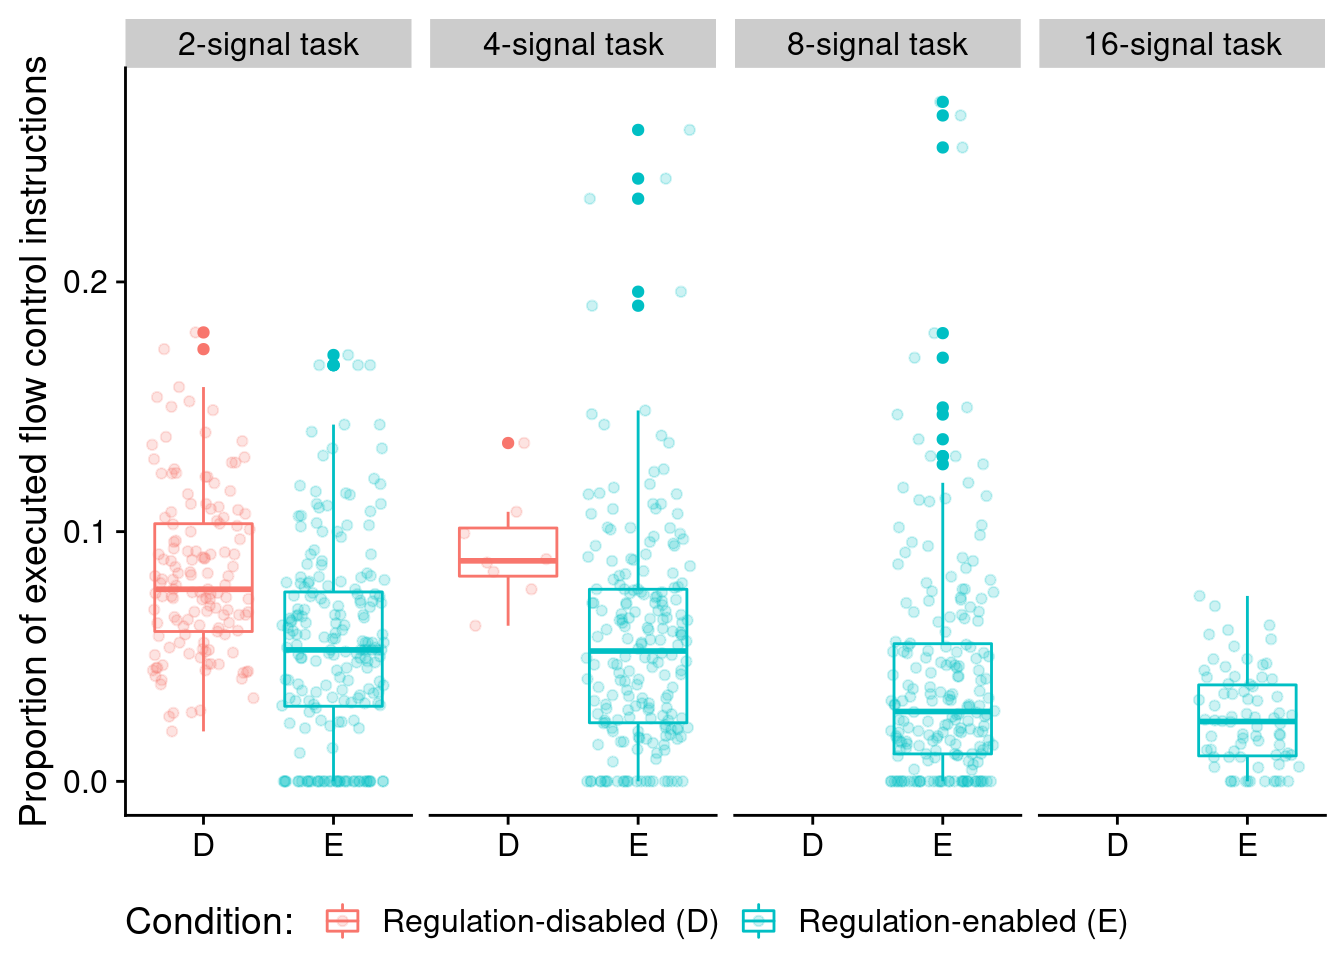 2-signal task 4-signal task 8-signal task 16-signal task
Proportion of executed flow control instructions
0.2
0.1
0.0
D E D E D E D E
Condition: Regulation-disabled (D) Regulation-enabled (E)